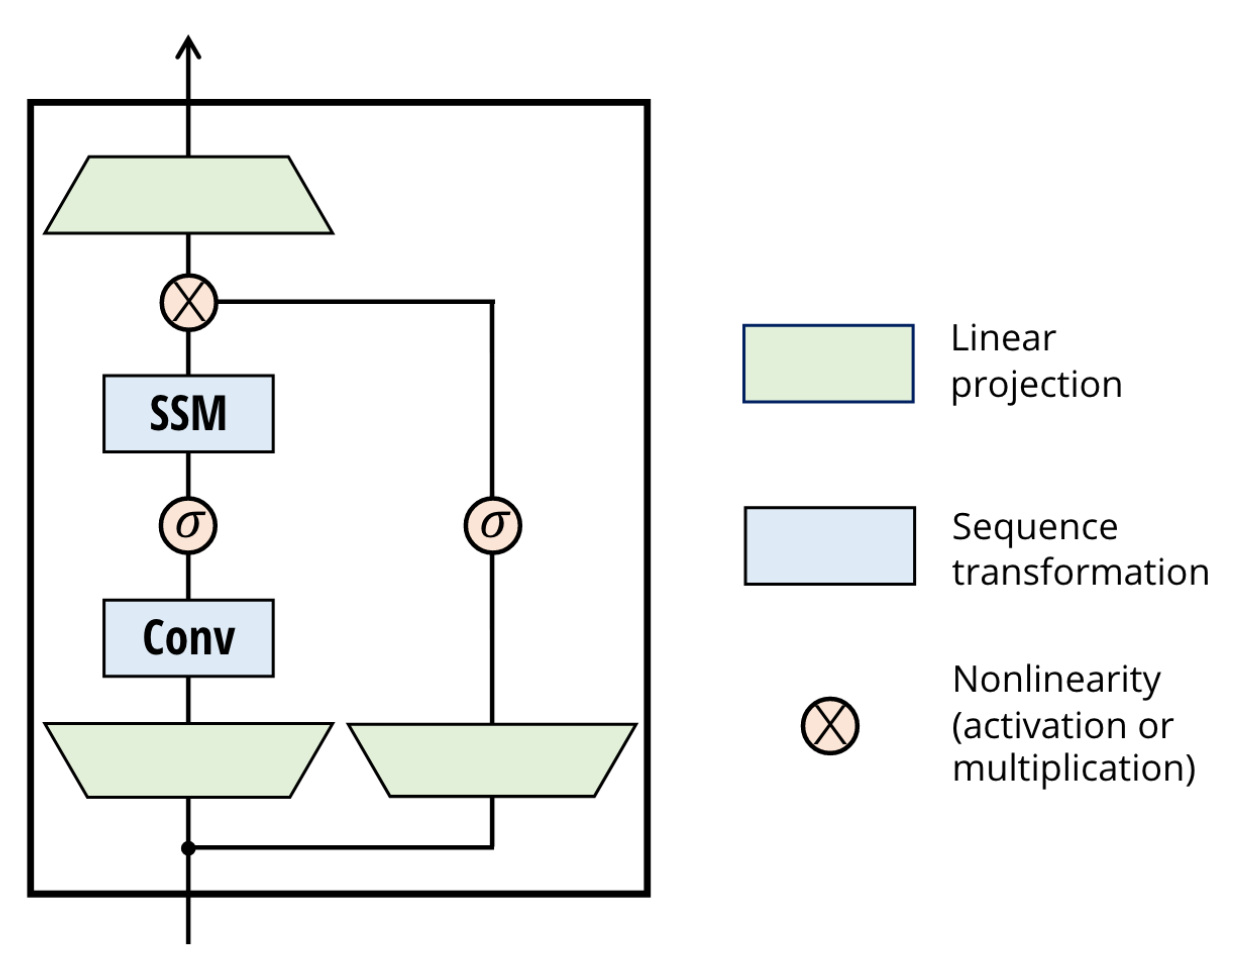 X
SSM
σ
σ
Conv
Linear
projection
Sequence
transformation
X
Nonlinearity
(activation or
multiplication)